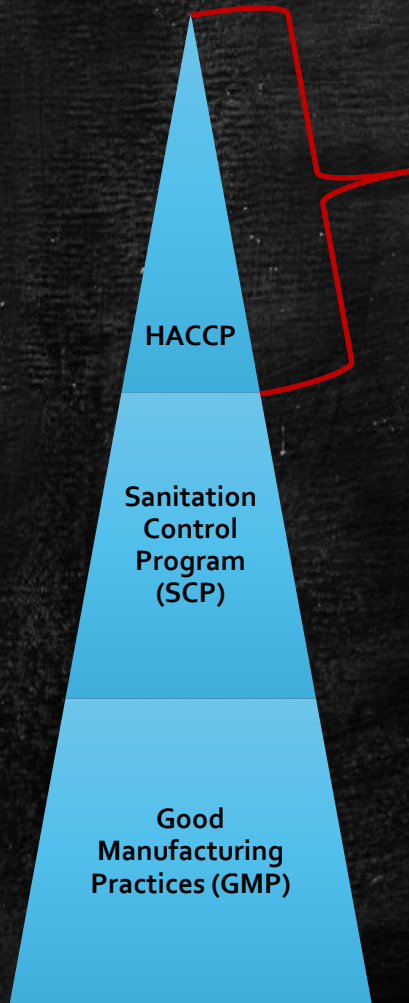 HACCP
Sanitation
Control
Program
(SCP)
Good
Manufacturing
Practices (GMP)